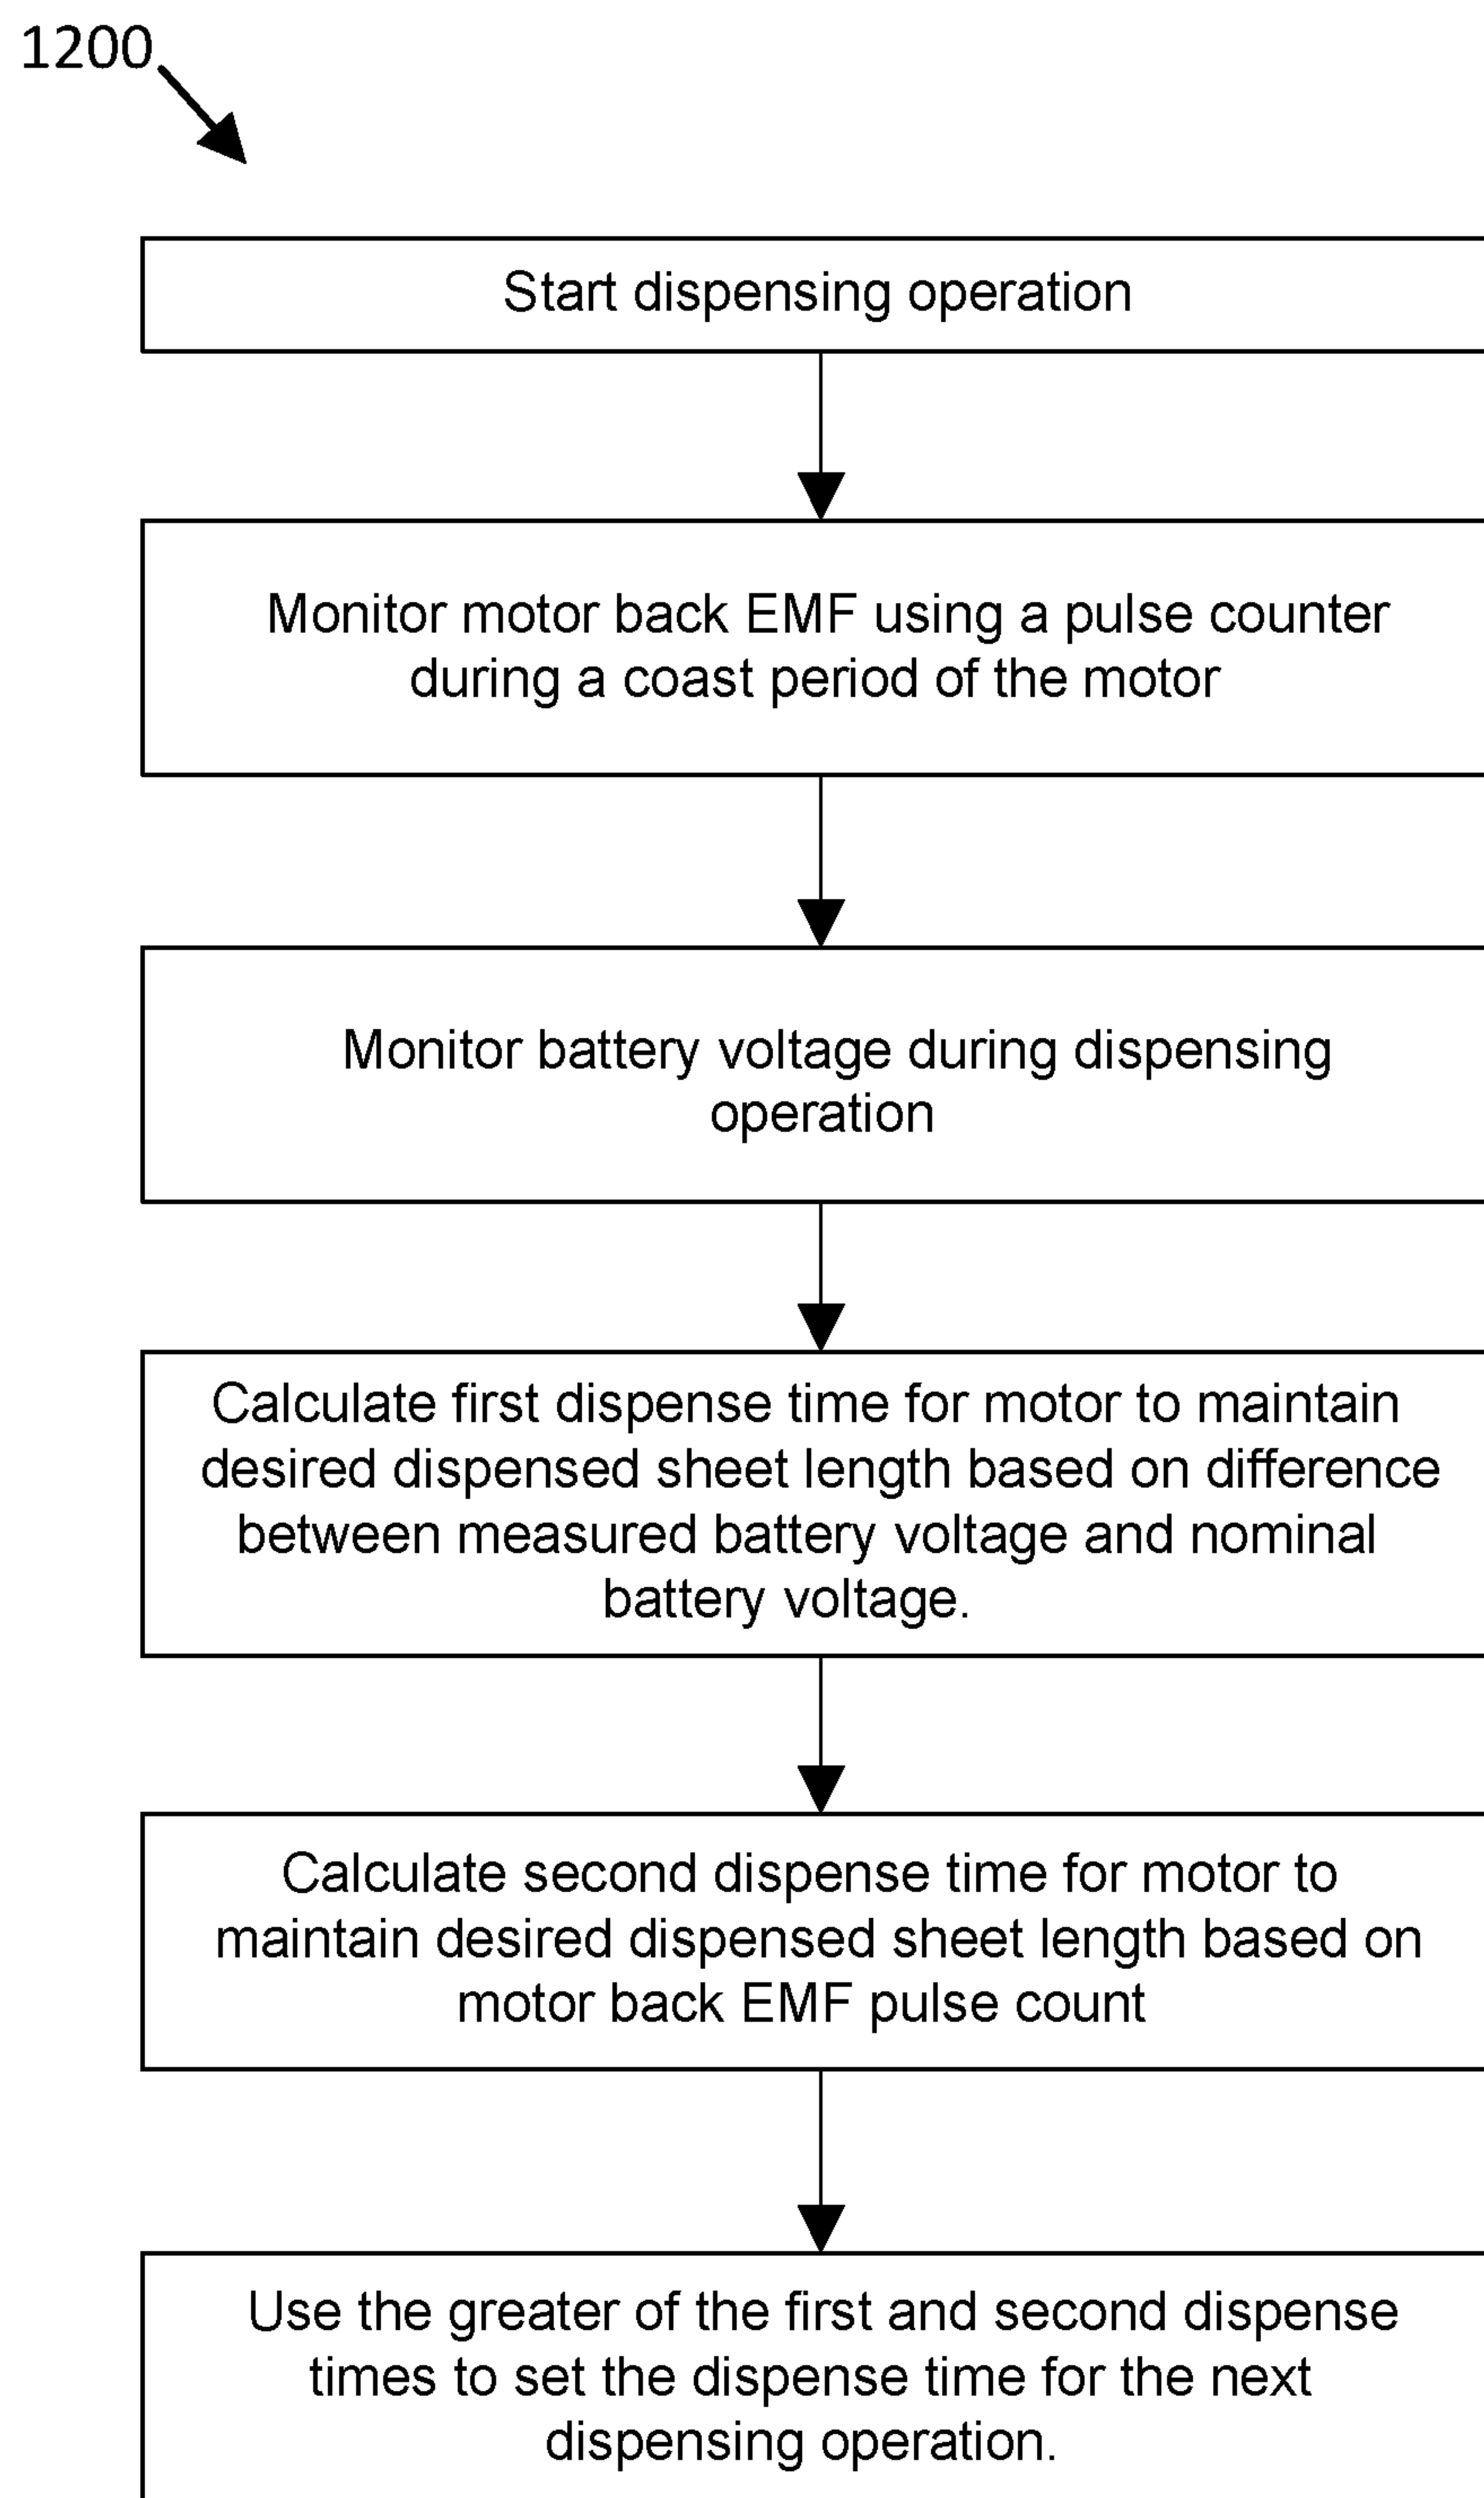 1200
Start dispensing operation
Monitor motor back EMF using a pulse counter
during a coast period of the motor
Monitor battery voltage during dispensing
operation
Calculate first dispense time for motor to maintain
desired dispensed sheet length based on difference
between measured battery voltage and nominal
battery voltage.
Calculate second dispense time for motor to
maintain desired dispensed sheet length based on
motor back EMF pulse count
Use the greater of the first and second dispense
times to set the dispense time for the next
dispensing operation.